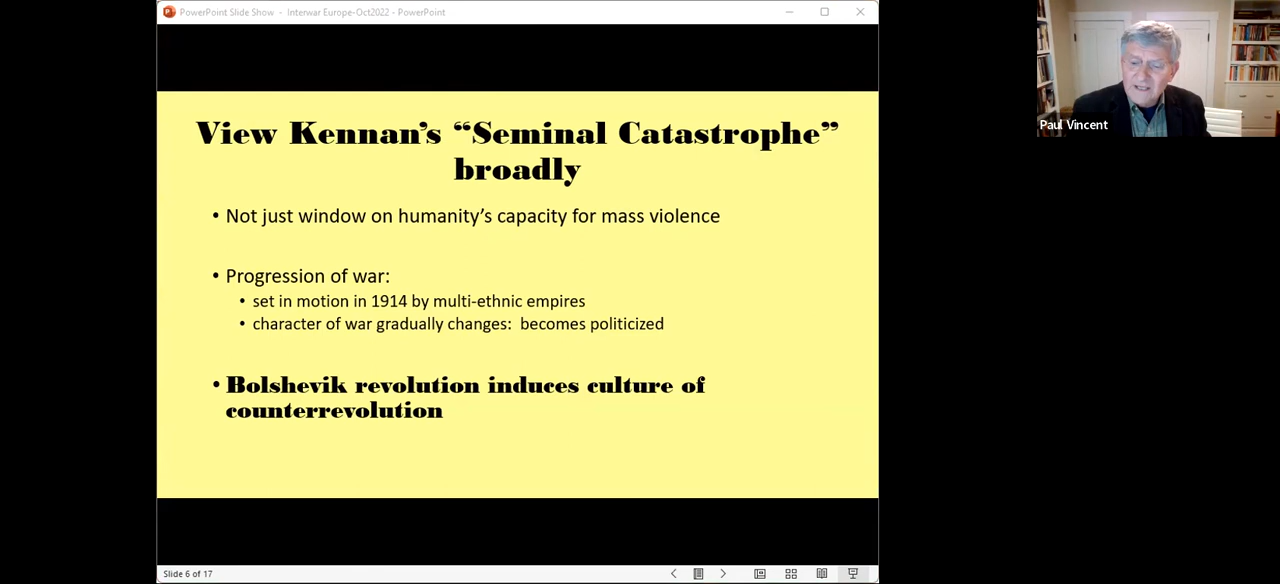 PowerPoint Slide Show - Interwar Europe-Oct2022 - PowerPoint
View Kennan's “Seminal Catastrophe”
broadly
• Not just window on humanity's capacity for mass violence
• Progression of war:
• set in motion in 1914 by multi-ethnic empires
• character of war gradually changes: becomes politicized
• Bolshevik revolution induces culture of
counterrevolution
Slide 6 of 17
Paul Vincent